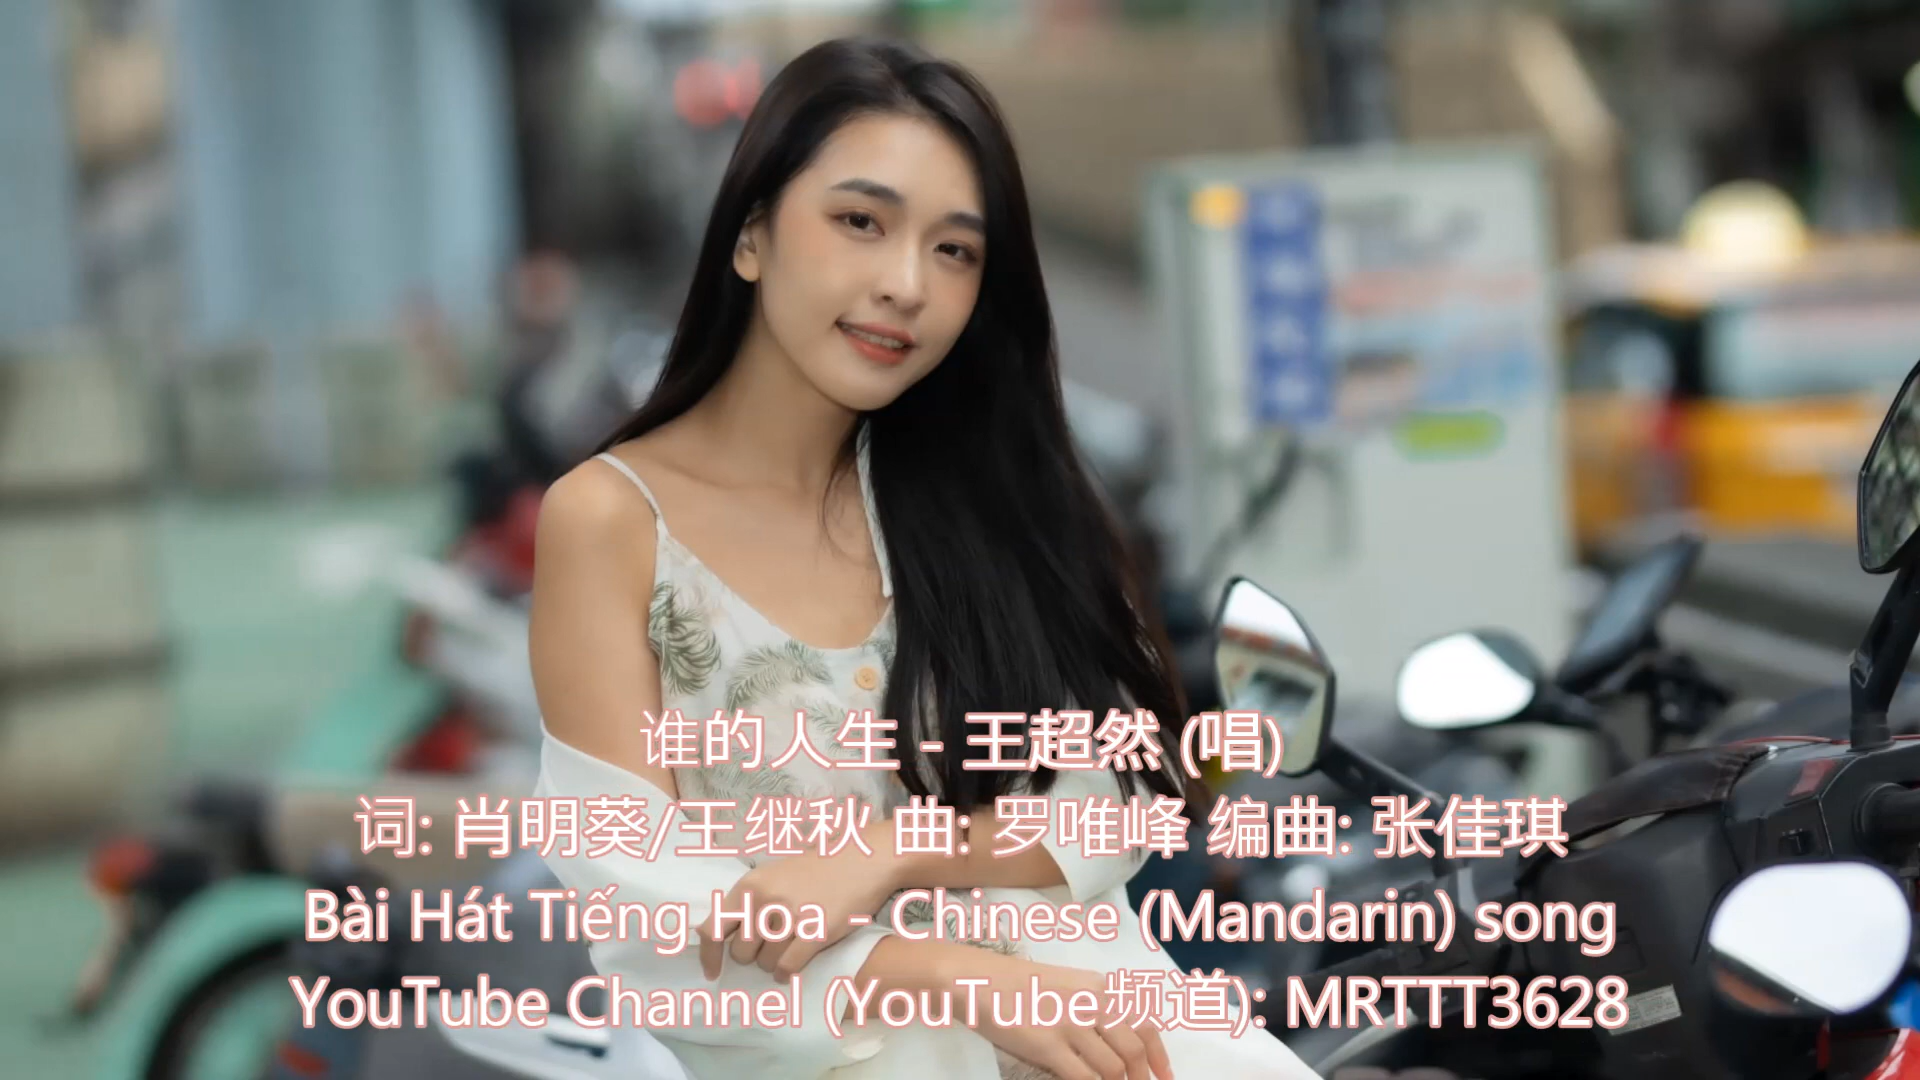 谁的人生 - 王超然 (唱)
词: 肖明葵/王继秋 曲: 罗唯峰 编曲: 张佳琪
Bài Hát Tiếng Hoa - Chinese (Mandarin) song
YouTube Channel (YouTube频道): MRTTT3628